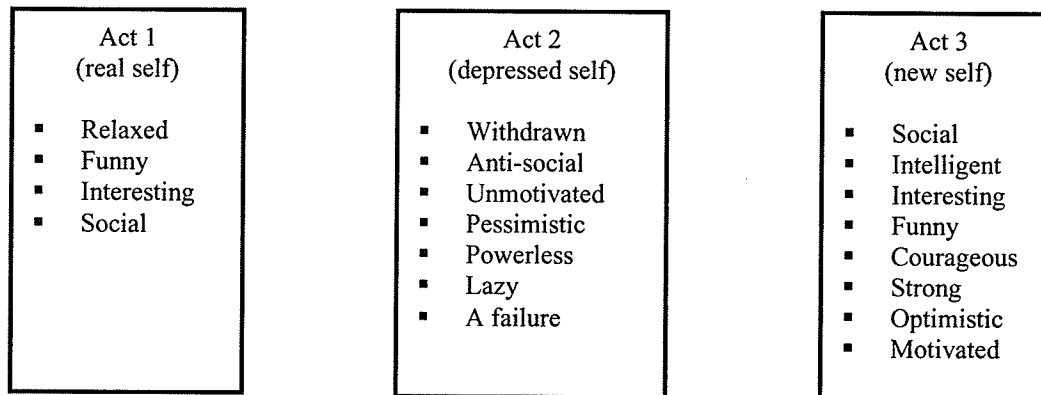 Act 1
(real self)
▪ Relaxed
▪ Funny
▪ Interesting
▪ Social
Act 2
(depressed self)
▪ Withdrawn
▪ Anti-social
▪ Unmotivated
▪ Pessimistic
▪ Powerless
▪ Lazy
▪ A failure
Act 3
(new self)
▪ Social
▪ Intelligent
▪ Interesting
▪ Funny
▪ Courageous
▪ Strong
▪ Optimistic
▪ Motivated